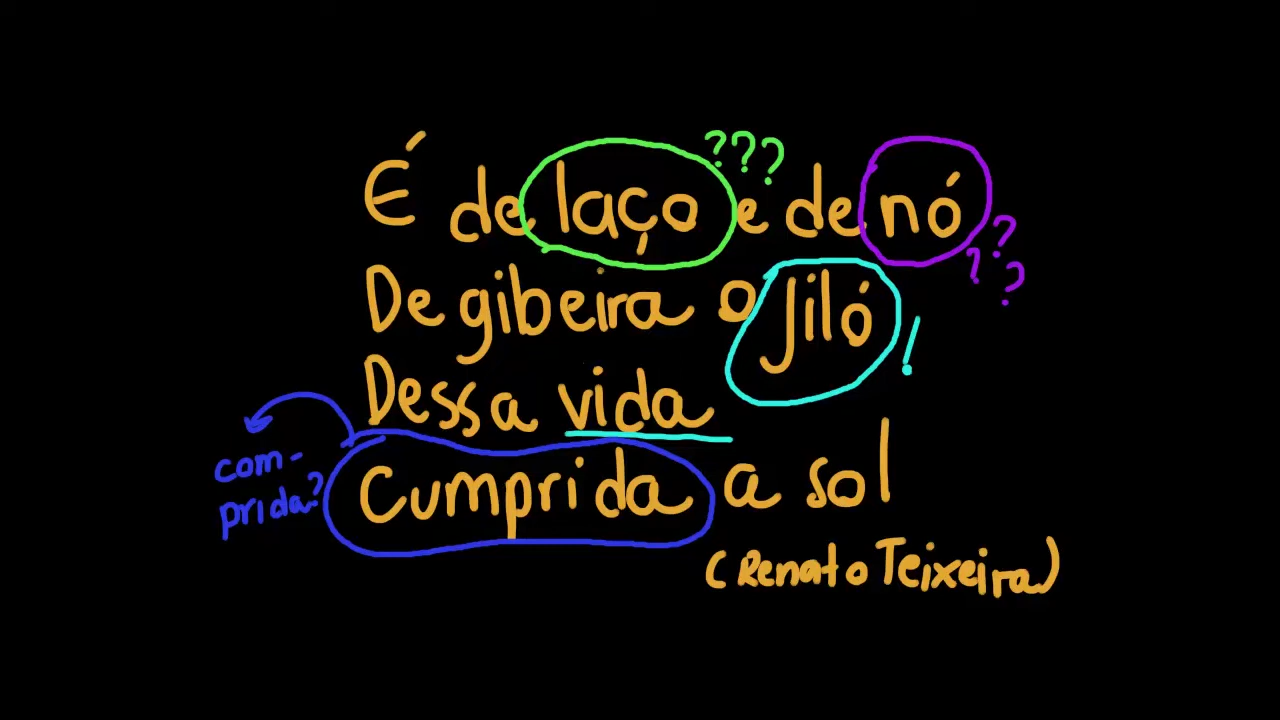 É de laço e de nó
???
??
?
De gibeira o jiló
!
Dessa vida
Cumprida a sol
com-
prida?
(Renato Teixeira)